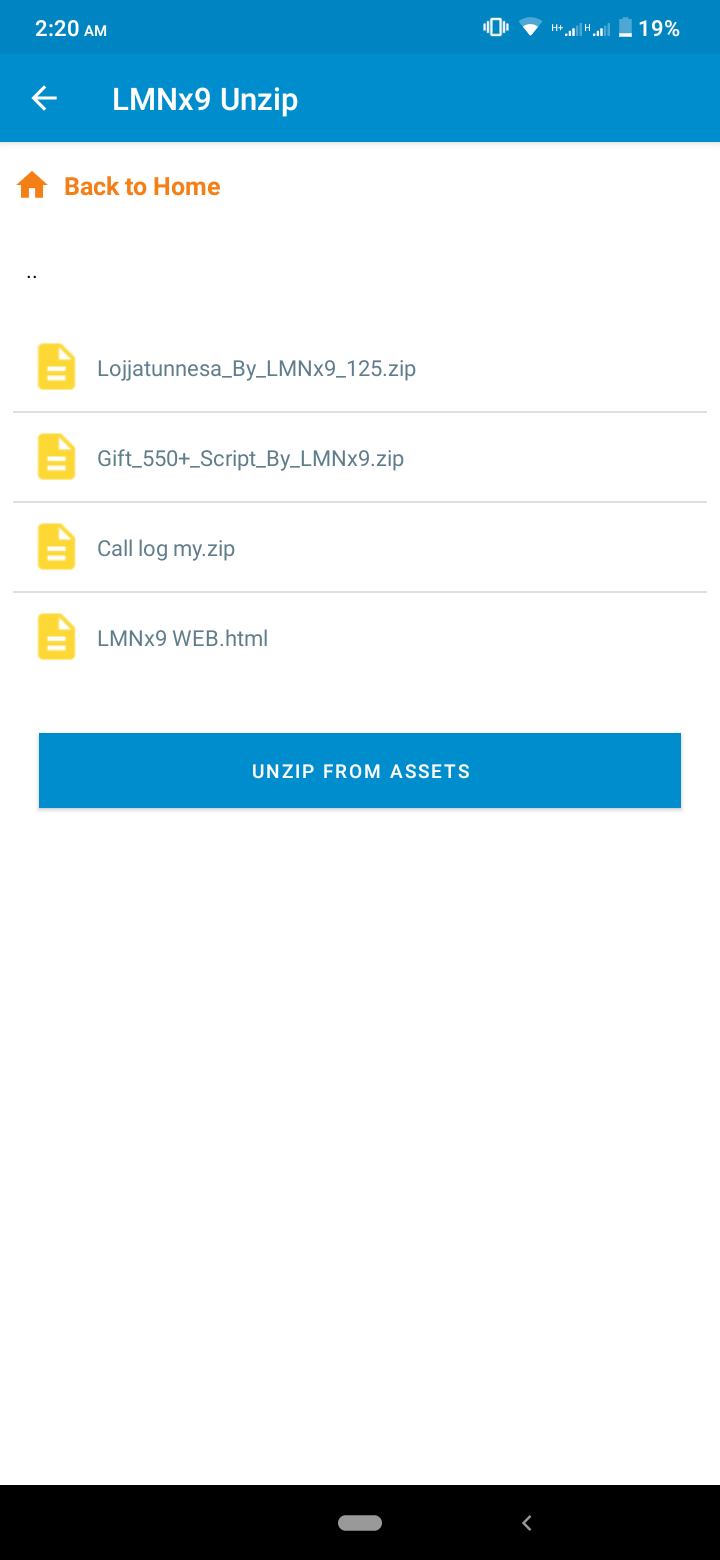 2:20 AM
H+ H 19%
LMNx9 Unzip
Back to Home
..
Lojjatunnesa_By_LMNx9_125.zip
Gift_550+_Script_By_LMNx9.zip
Call log my.zip
LMNx9 WEB.html
UNZIP FROM ASSETS